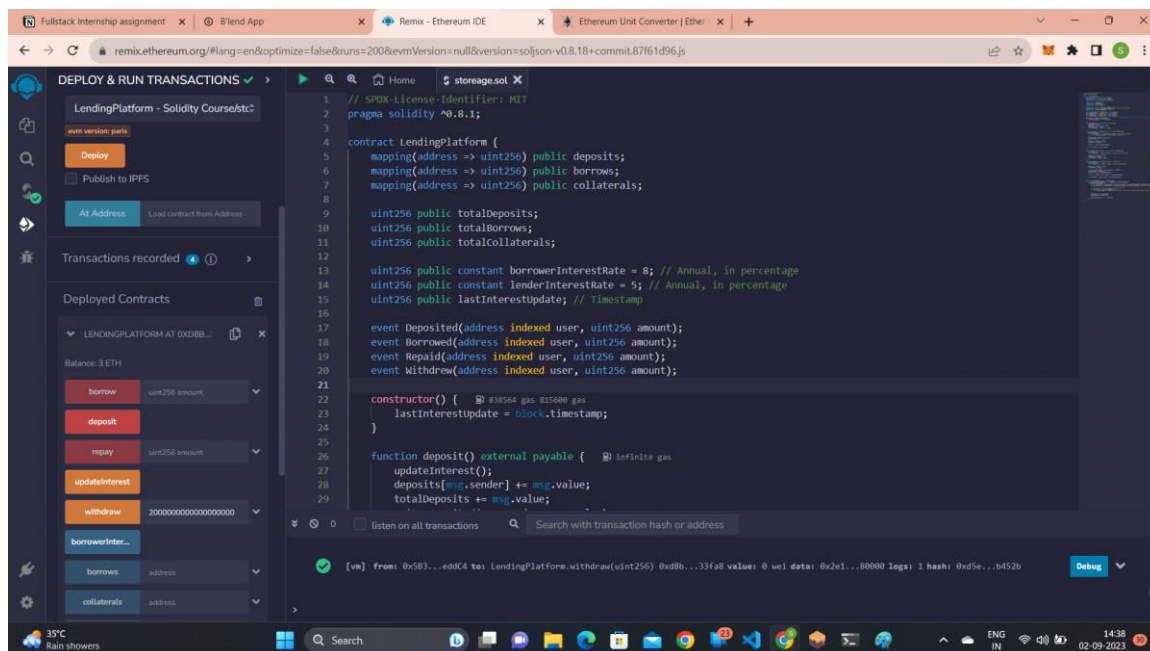 Fullstack Internship assignment
B'lend App
Remix - Ethereum IDE
Ethereum Unit Converter | Ether
remix.ethereum.org/#lang=en&optimize=false&runs=200&evmVersion=null&version=soljson-v0.8.18+commit.87f61d96.js
S
DEPLOY & RUN TRANSACTIONS
LendingPlatform - Solidity Course/stc
evm version: paris
Deploy
Publish to IPFS
At Address
Load contract from Address
Transactions recorded 4
Deployed Contracts
LENDINGPLATFORM AT 0XD8B...
Balance: 3 ETH
borrow
uint256 amount
deposit
repay
uint256 amount
updateInterest
withdraw
2000000000000000000
borrowerInter...
borrows
address
collaterals
address
Home
storeage.sol
1 // SPDX-License-Identifier: MIT
2 pragma solidity ^0.8.1;
3
4 contract LendingPlatform {
5 mapping(address => uint256) public deposits;
6 mapping(address => uint256) public borrows;
7 mapping(address => uint256) public collaterals;
8
9 uint256 public totalDeposits;
10 uint256 public totalBorrows;
11 uint256 public totalCollaterals;
12
13 uint256 public constant borrowerInterestRate = 8; // Annual, in percentage
14 uint256 public constant lenderInterestRate = 5; // Annual, in percentage
15 uint256 public lastInterestUpdate; // Timestamp
16
17 event Deposited(address indexed user, uint256 amount);
18 event Borrowed(address indexed user, uint256 amount);
19 event Repaid(address indexed user, uint256 amount);
20 event Withdrew(address indexed user, uint256 amount);
21
22 constructor() { 838564 gas 815600 gas
23 lastInterestUpdate = block.timestamp;
24 }
25
26 function deposit() external payable { infinite gas
27 updateInterest();
28 deposits[msg.sender] += msg.value;
29 totalDeposits += msg.value;
0
listen on all transactions
Search with transaction hash or address
[vm] from: 0x5B3...eddC4 to: LendingPlatform.withdraw(uint256) 0xd8b...33fa8 value: 0 wei data: 0x2e1...80000 logs: 1 hash: 0xd5e...b452b
Debug
>
35°C
Rain showers
Search
23
ENG
IN
14:38
02-09-2023
30